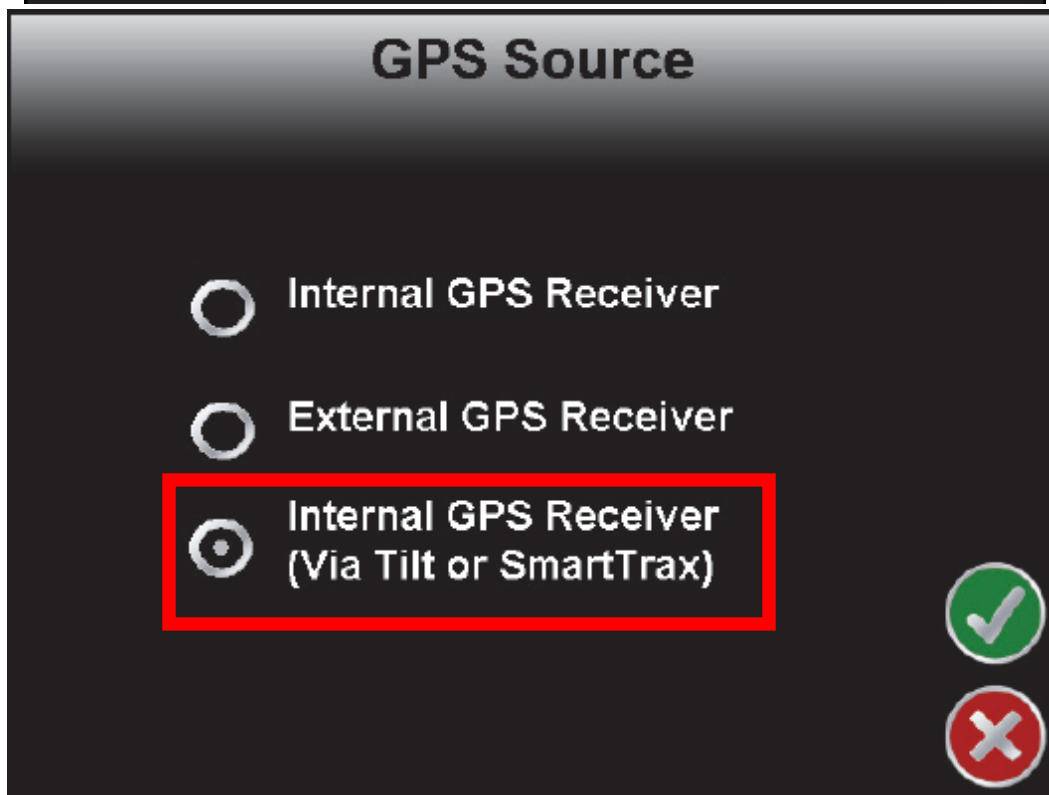 GPS Source
Internal GPS Receiver
External GPS Receiver
Internal GPS Receiver
(Via Tilt or SmartTrax)